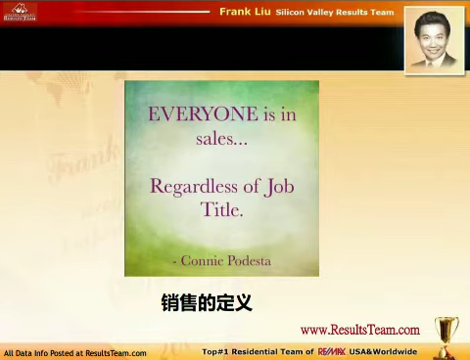 RESULTS TEAM
Frank Liu Silicon Valley Results Team
EVERYONE is in
sales...
Regardless of Job
Title.
- Connie Podesta
销售的定义
www.ResultsTeam.com
All Data Info Posted at ResultsTeam.com
Top#1 Residential Team of RE/MAX USA&Worldwide